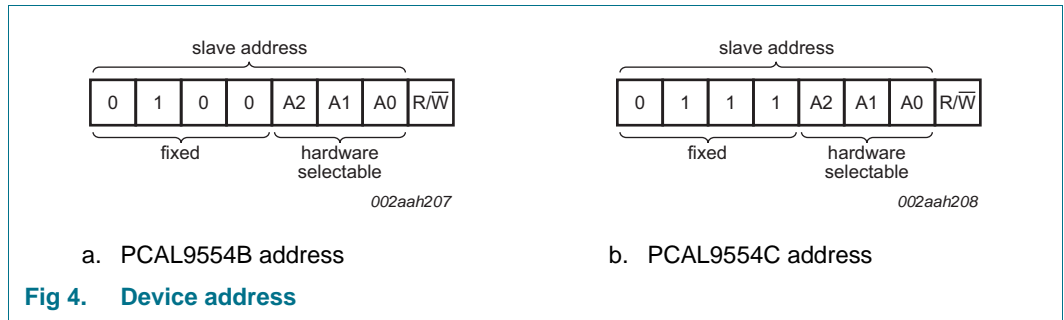 slave address
0 1 0 0 A2 A1 A0 R/W̅
fixed
hardware
selectable
002aah207
a. PCAL9554B address
slave address
0 1 1 1 A2 A1 A0 R/W̅
fixed
hardware
selectable
002aah208
b. PCAL9554C address
Fig 4. Device address